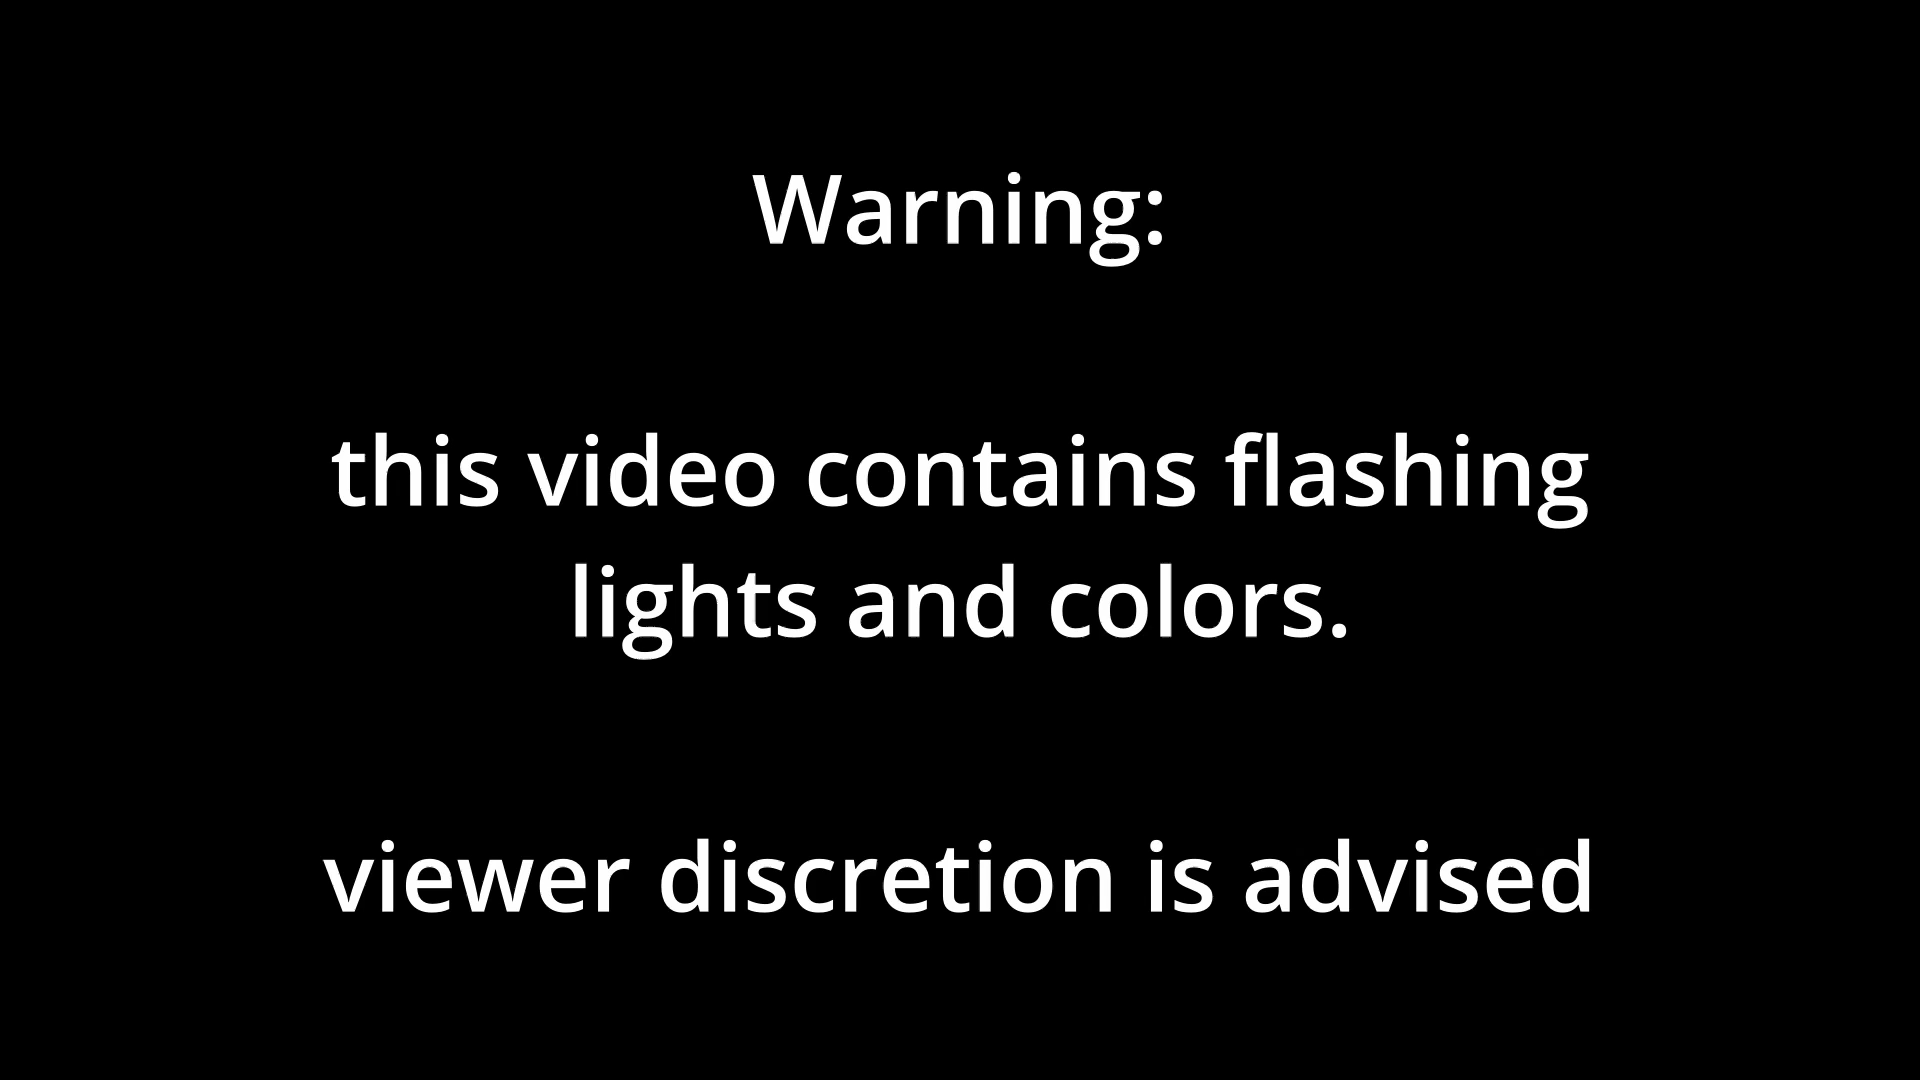 Warning:
this video contains flashing
lights and colors.
viewer discretion is advised